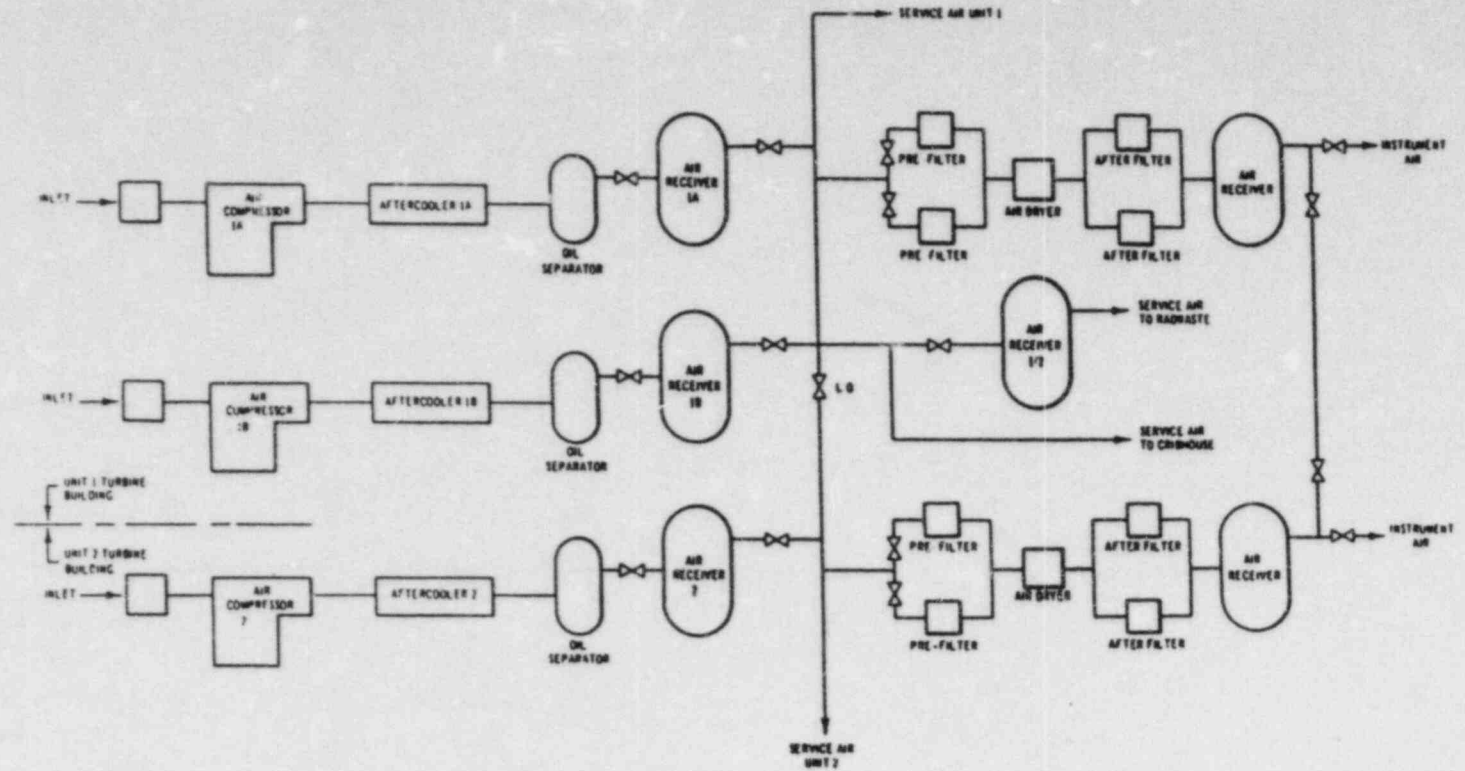 SERVICE AIR UNIT 1
AIR
RECEIVER
1A
PRE-FILTER
AFTER FILTER
AIR
RECEIVER
INSTRUMENT
AIR
INLET
AIR
COMPRESSOR
1A
AFTERCOOLER 1A
OIL
SEPARATOR
AIR DRYER
PRE-FILTER
AFTER FILTER
AIR
RECEIVER
1B
AIR
RECEIVER
1/2
SERVICE AIR
TO RADWASTE
INLET
AIR
COMPRESSOR
1B
AFTERCOOLER 1B
OIL
SEPARATOR
L O
SERVICE AIR
TO CRIBHOUSE
UNIT 1 TURBINE
BUILDING
UNIT 2 TURBINE
BUILDING
AIR
RECEIVER
2
PRE-FILTER
AFTER FILTER
AIR
RECEIVER
INSTRUMENT
AIR
INLET
AIR
COMPRESSOR
2
AFTERCOOLER 2
OIL
SEPARATOR
AIR DRYER
PRE-FILTER
AFTER FILTER
SERVICE AIR
UNIT 2